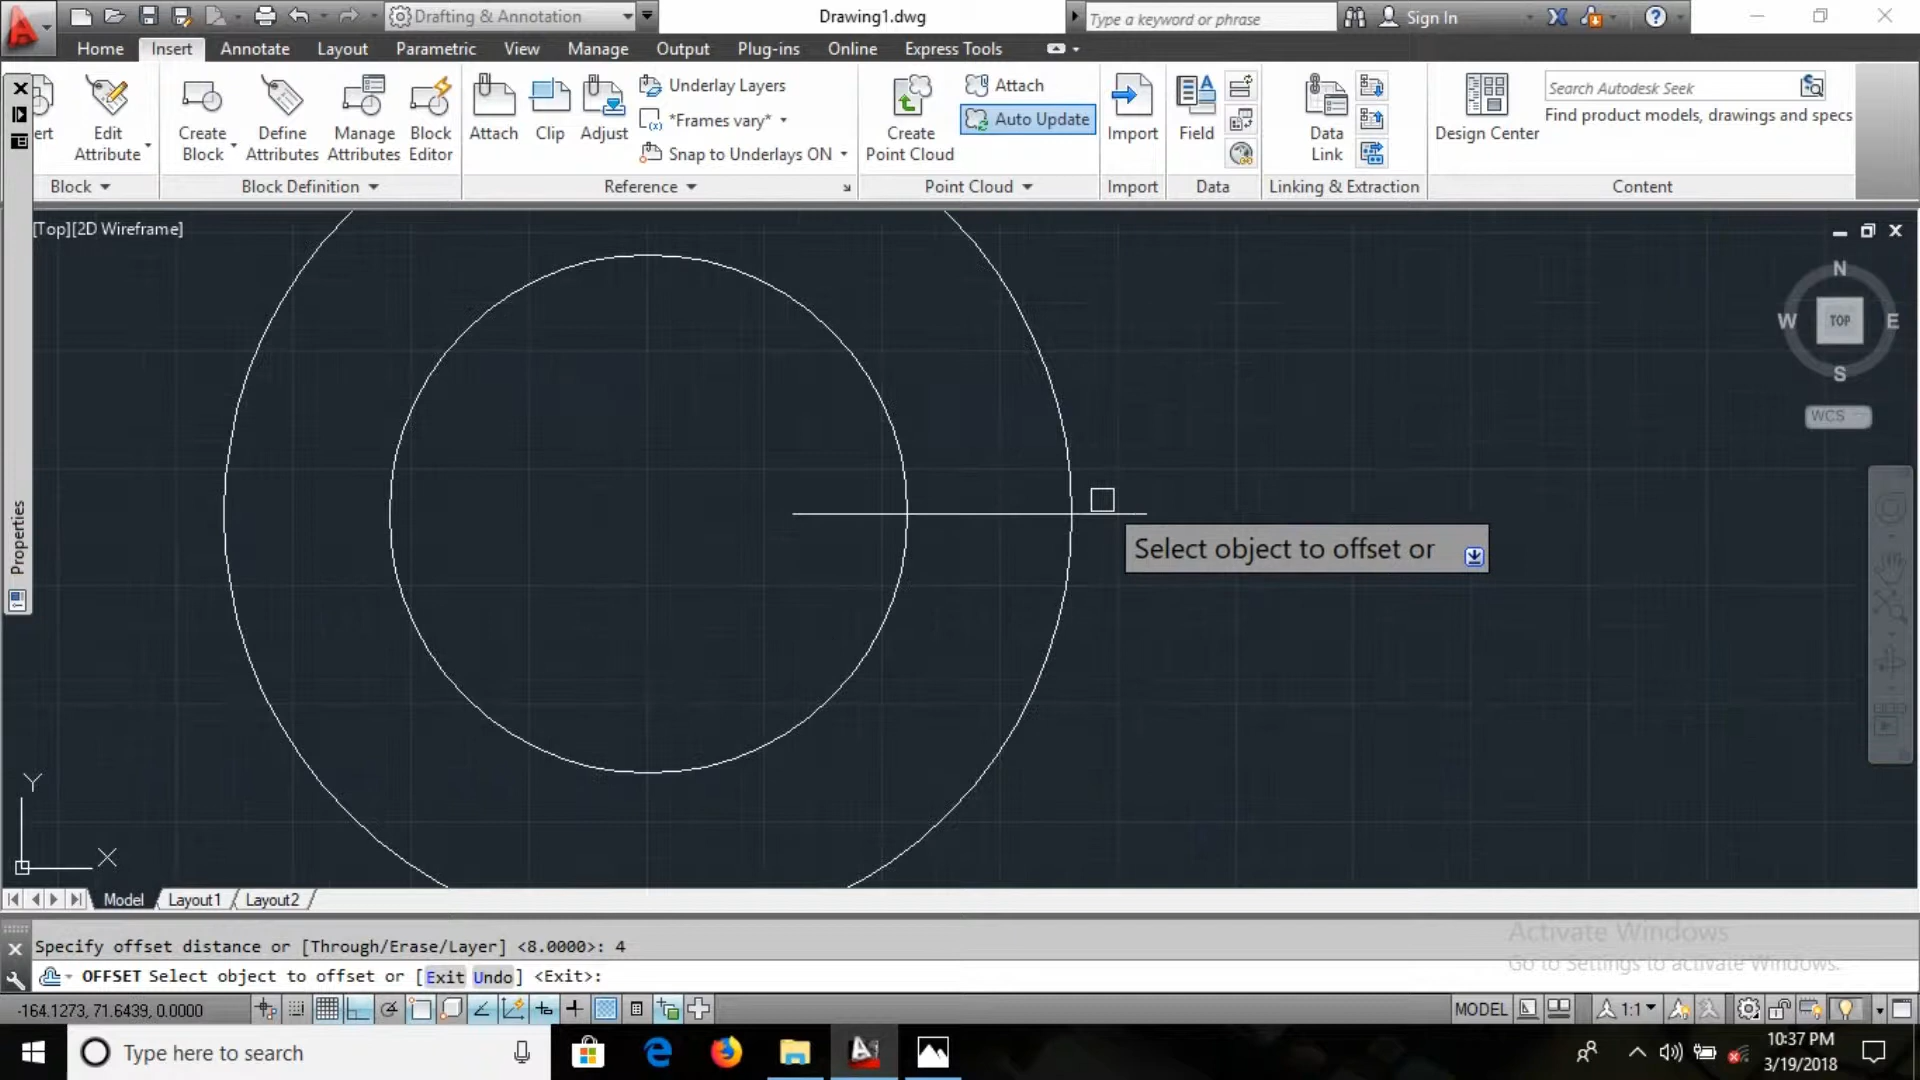 Drafting & Annotation
Drawing1.dwg
Type a keyword or phrase
Sign In
Home
Insert
Annotate
Layout
Parametric
View
Manage
Output
Plug-ins
Online
Express Tools
ert
Edit
Attribute
Create
Block
Define
Attributes
Manage
Attributes
Block
Editor
Attach
Clip
Adjust
Underlay Layers
*Frames vary*
Snap to Underlays ON
Create
Point Cloud
Attach
Auto Update
Import
Field
Data
Link
Design Center
Search Autodesk Seek
Find product models, drawings and specs
Block
Block Definition
Reference
Point Cloud
Import
Data
Linking & Extraction
Content
[Top][2D Wireframe]
N
W
TOP
E
S
WCS
Properties
Select object to offset or
Y
X
Model
Layout1
Layout2
Specify offset distance or [Through/Erase/Layer] <8.0000>: 4
OFFSET Select object to offset or [Exit Undo] <Exit>:
Activate Windows
Go to Settings to activate Windows.
-164.1273, 71.6439, 0.0000
MODEL
1:1
Type here to search
10:37 PM
3/19/2018